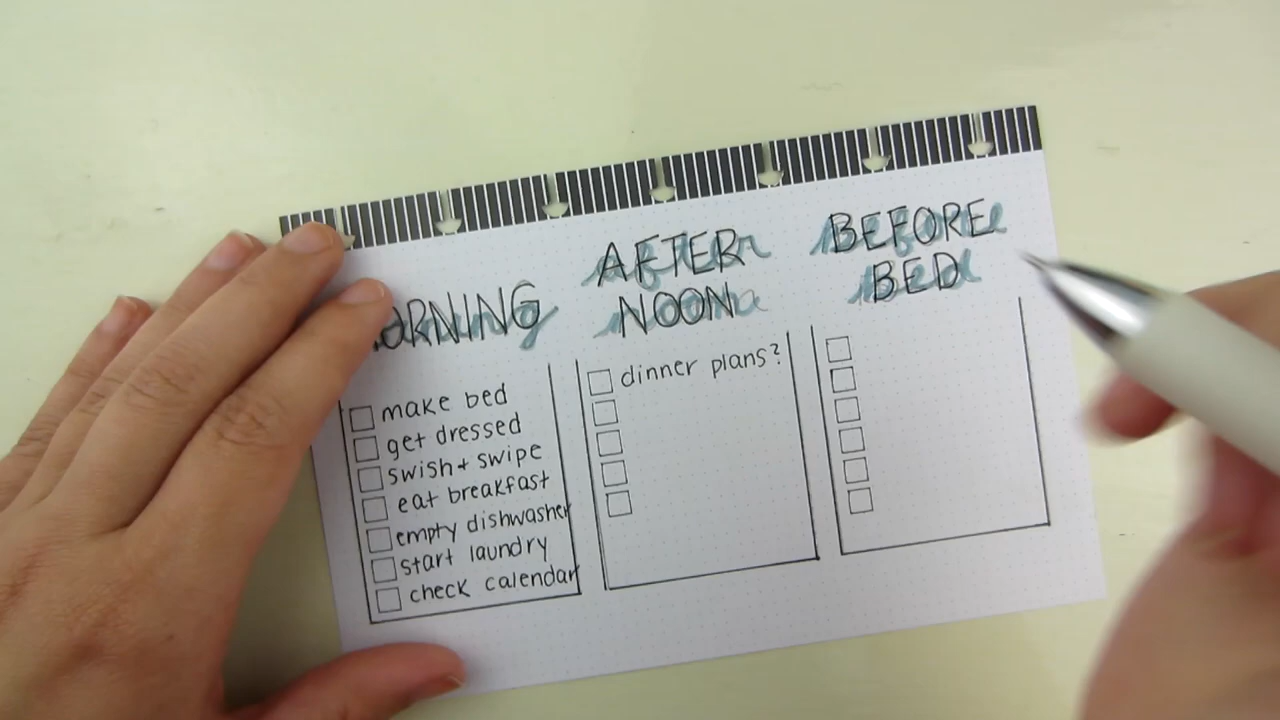 MORNING
make bed
get dressed
swish + swipe
eat breakfast
empty dishwasher
start laundry
check calendar
AFTER
NOON
dinner plans?
BEFORE
BED